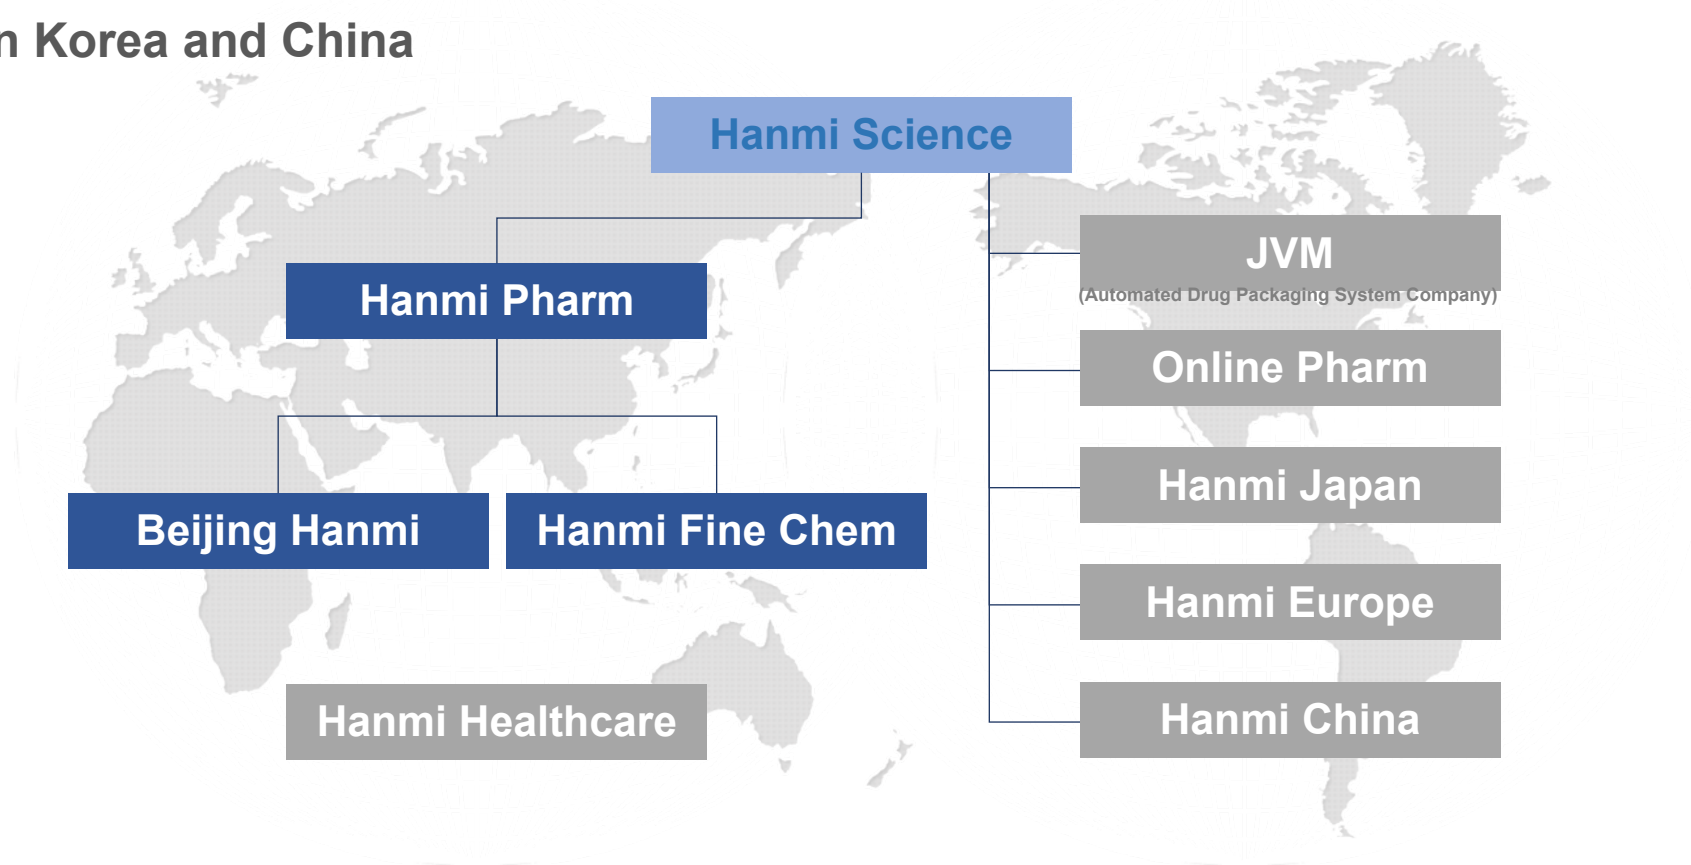 n Korea and China
Hanmi Science
JVM
(Automated Drug Packaging System Company)
Hanmi Pharm
Online Pharm
Hanmi Japan
Beijing Hanmi
Hanmi Fine Chem
Hanmi Europe
Hanmi Healthcare
Hanmi China